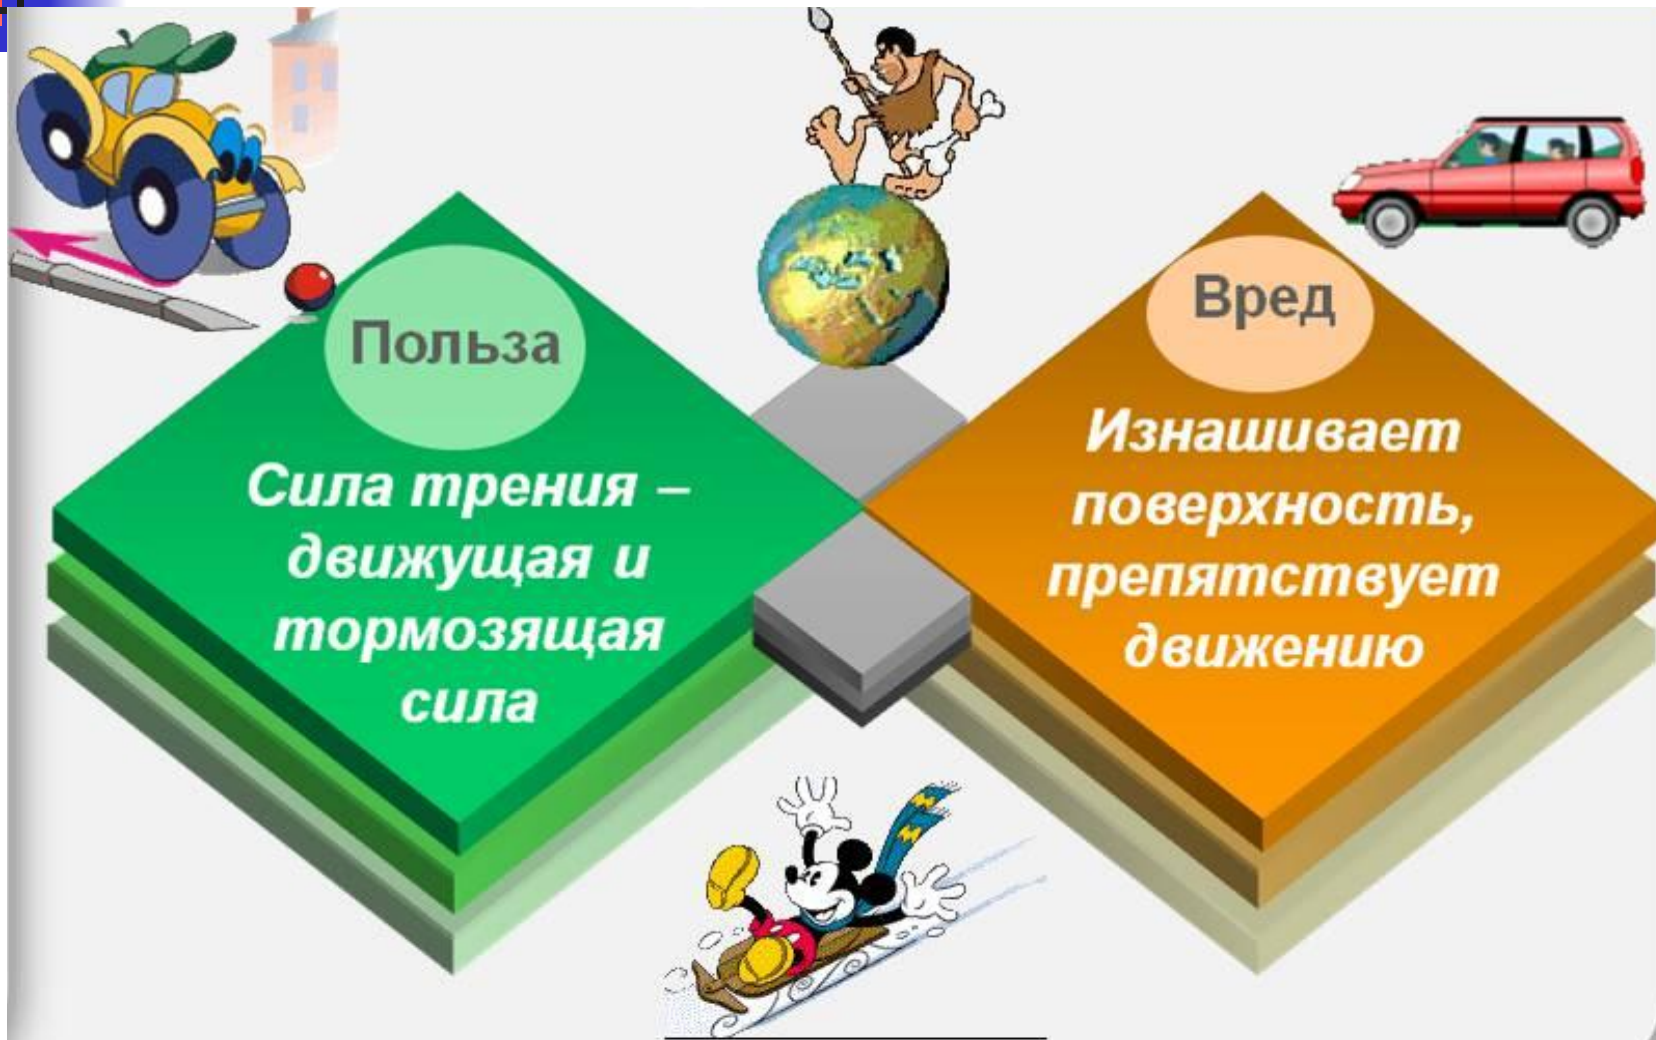 Польза
Сила трения –
движущая и
тормозящая
сила
Вред
Изнашивает
поверхность,
препятствует
движению